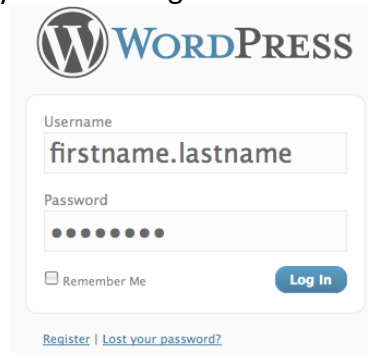 WORDPRESS
Username
firstname.lastname
Password
••••••••
Remember Me
Log In
Register | Lost your password?